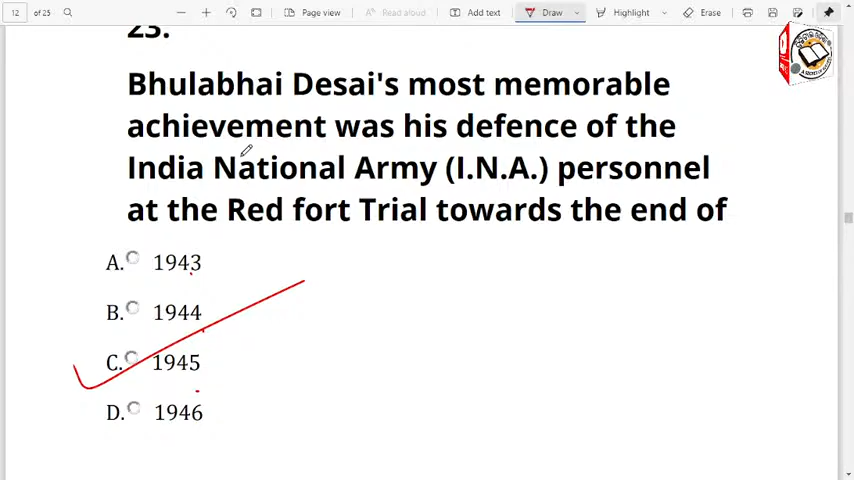 12 of 25 Page view Read aloud Add text Draw Highlight Erase
23.
Bhulabhai Desai's most memorable
achievement was his defence of the
India National Army (I.N.A.) personnel
at the Red fort Trial towards the end of
A. 1943
B. 1944
C. 1945
D. 1946